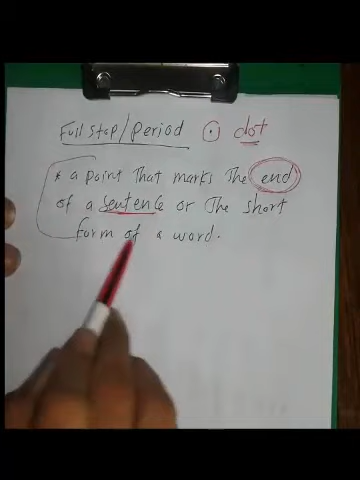 Full stop/period . dot
* a point that marks the end
of a sentence or the short
form of a word.